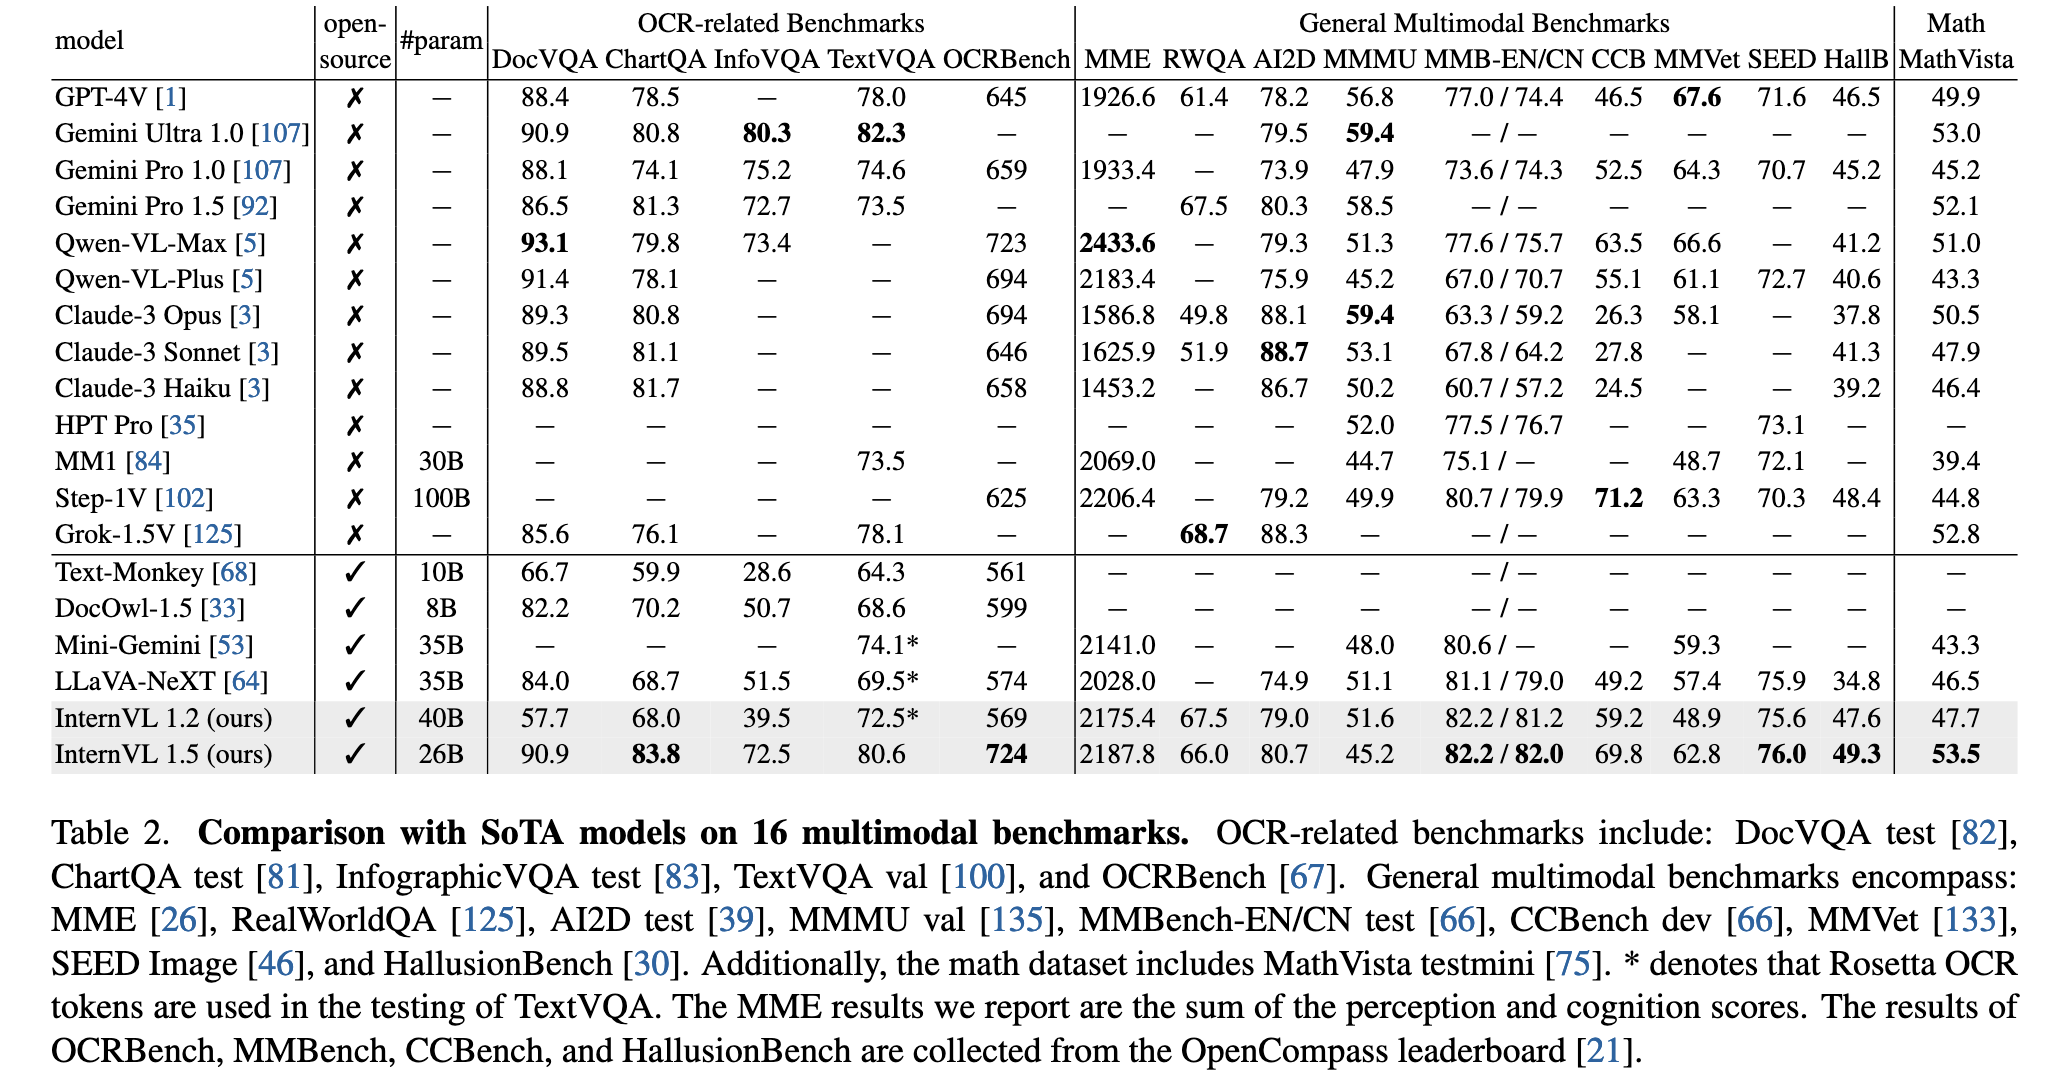 model open-source #param OCR-related Benchmarks General Multimodal Benchmarks Math
DocVQA ChartQA InfoVQA TextVQA OCRBench MME RWQA AI2D MMMU MMB-EN/CN CCB MMVet SEED HallB MathVista
GPT-4V [1] ✗ – 88.4 78.5 – 78.0 645 1926.6 61.4 78.2 56.8 77.0 / 74.4 46.5 67.6 71.6 46.5 49.9
Gemini Ultra 1.0 [107] ✗ – 90.9 80.8 80.3 82.3 – – – 79.5 59.4 – / – – – – – 53.0
Gemini Pro 1.0 [107] ✗ – 88.1 74.1 75.2 74.6 659 1933.4 – 73.9 47.9 73.6 / 74.3 52.5 64.3 70.7 45.2 45.2
Gemini Pro 1.5 [92] ✗ – 86.5 81.3 72.7 73.5 – – 67.5 80.3 58.5 – / – – – – – 52.1
Qwen-VL-Max [5] ✗ – 93.1 79.8 73.4 – 723 2433.6 – 79.3 51.3 77.6 / 75.7 63.5 66.6 – 41.2 51.0
Qwen-VL-Plus [5] ✗ – 91.4 78.1 – – 694 2183.4 – 75.9 45.2 67.0 / 70.7 55.1 61.1 72.7 40.6 43.3
Claude-3 Opus [3] ✗ – 89.3 80.8 – – 694 1586.8 49.8 88.1 59.4 63.3 / 59.2 26.3 58.1 – 37.8 50.5
Claude-3 Sonnet [3] ✗ – 89.5 81.1 – – 646 1625.9 51.9 88.7 53.1 67.8 / 64.2 27.8 – – 41.3 47.9
Claude-3 Haiku [3] ✗ – 88.8 81.7 – – 658 1453.2 – 86.7 50.2 60.7 / 57.2 24.5 – – 39.2 46.4
HPT Pro [35] ✗ – – – – – – – – – 52.0 77.5 / 76.7 – – 73.1 – –
MM1 [84] ✗ 30B – – – 73.5 – 2069.0 – – 44.7 75.1 / – – 48.7 72.1 – 39.4
Step-1V [102] ✗ 100B – – – – 625 2206.4 – 79.2 49.9 80.7 / 79.9 71.2 63.3 70.3 48.4 44.8
Grok-1.5V [125] ✗ – 85.6 76.1 – 78.1 – – 68.7 88.3 – – / – – – – – 52.8
Text-Monkey [68] ✓ 10B 66.7 59.9 28.6 64.3 561 – – – – – / – – – – – –
DocOwl-1.5 [33] ✓ 8B 82.2 70.2 50.7 68.6 599 – – – – – / – – – – – –
Mini-Gemini [53] ✓ 35B – – – 74.1* – 2141.0 – – 48.0 80.6 / – – 59.3 – – 43.3
LLaVA-NeXT [64] ✓ 35B 84.0 68.7 51.5 69.5* 574 2028.0 – 74.9 51.1 81.1 / 79.0 49.2 57.4 75.9 34.8 46.5
InternVL 1.2 (ours) ✓ 40B 57.7 68.0 39.5 72.5* 569 2175.4 67.5 79.0 51.6 82.2 / 81.2 59.2 48.9 75.6 47.6 47.7
InternVL 1.5 (ours) ✓ 26B 90.9 83.8 72.5 80.6 724 2187.8 66.0 80.7 45.2 82.2 / 82.0 69.8 62.8 76.0 49.3 53.5
Table 2. Comparison with SoTA models on 16 multimodal benchmarks. OCR-related benchmarks include: DocVQA test [82],
ChartQA test [81], InfographicVQA test [83], TextVQA val [100], and OCRBench [67]. General multimodal benchmarks encompass:
MME [26], RealWorldQA [125], AI2D test [39], MMMU val [135], MMBench-EN/CN test [66], CCBench dev [66], MMVet [133],
SEED Image [46], and HallusionBench [30]. Additionally, the math dataset includes MathVista testmini [75]. * denotes that Rosetta OCR
tokens are used in the testing of TextVQA. The MME results we report are the sum of the perception and cognition scores. The results of
OCRBench, MMBench, CCBench, and HallusionBench are collected from the OpenCompass leaderboard [21].